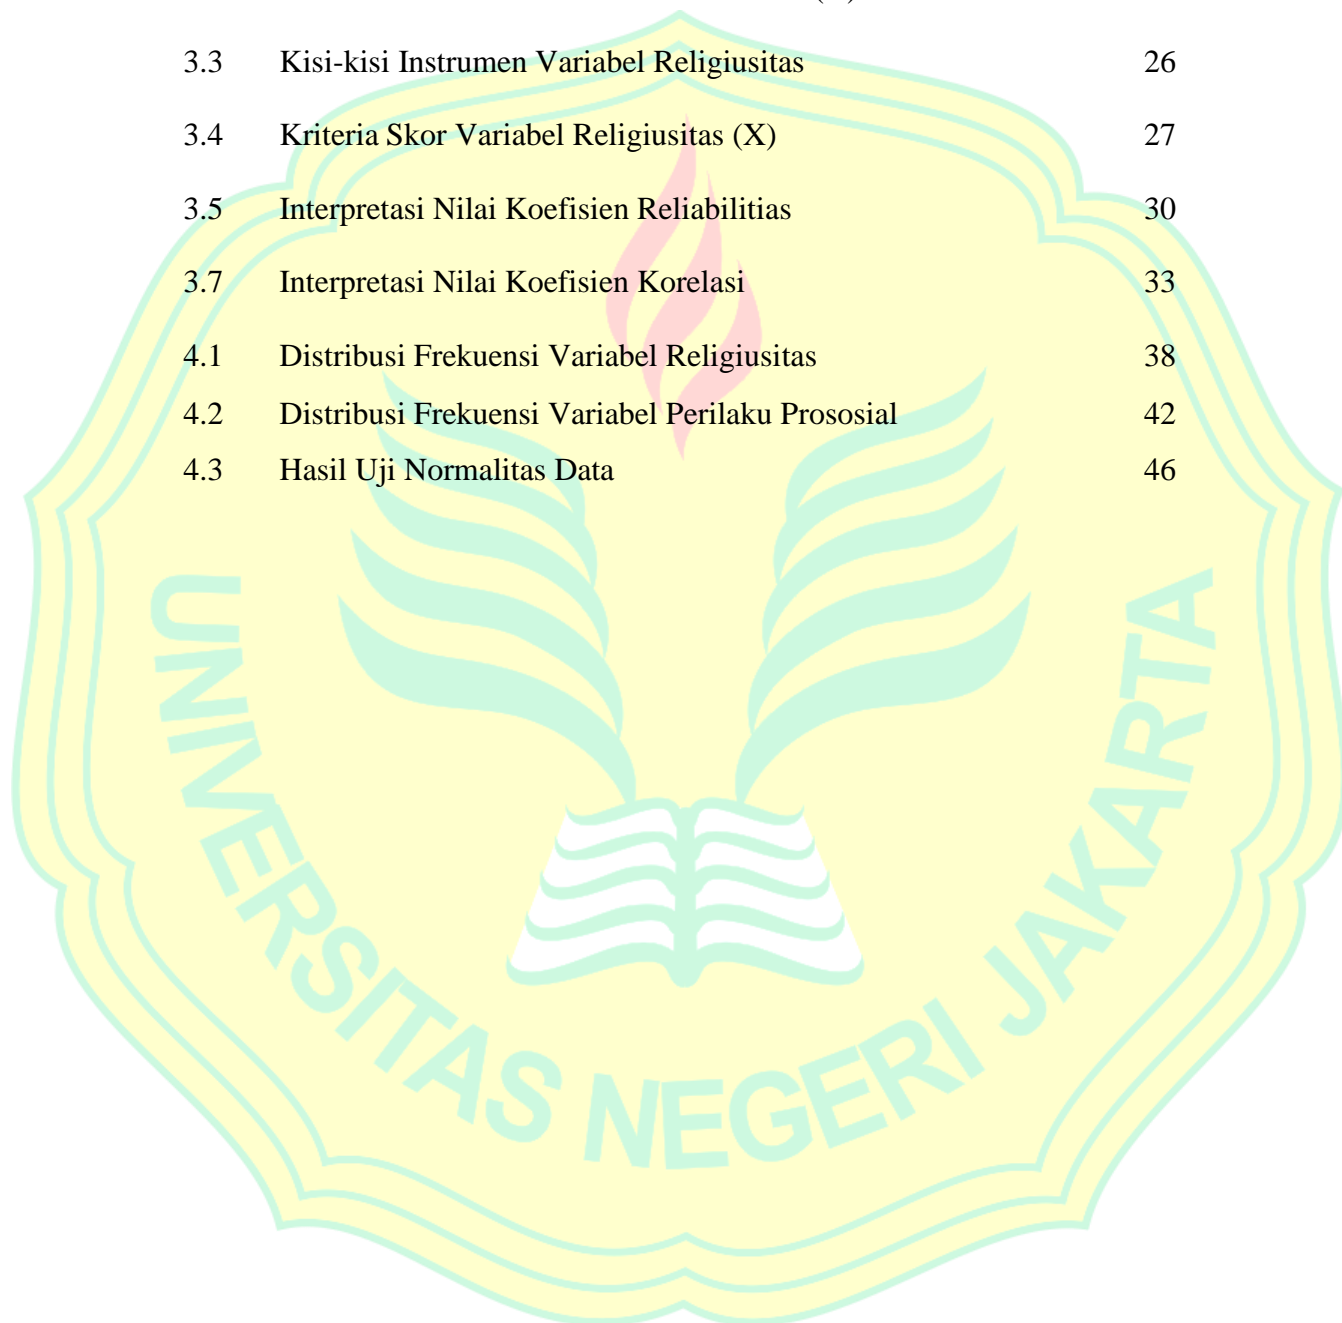 3.3 Kisi-kisi Instrumen Variabel Religiusitas 26
3.4 Kriteria Skor Variabel Religiusitas (X) 27
3.5 Interpretasi Nilai Koefisien Reliabilitias 30
3.7 Interpretasi Nilai Koefisien Korelasi 33
4.1 Distribusi Frekuensi Variabel Religiusitas 38
4.2 Distribusi Frekuensi Variabel Perilaku Prososial 42
4.3 Hasil Uji Normalitas Data 46
UNIVERSITAS NEGERI JAKARTA